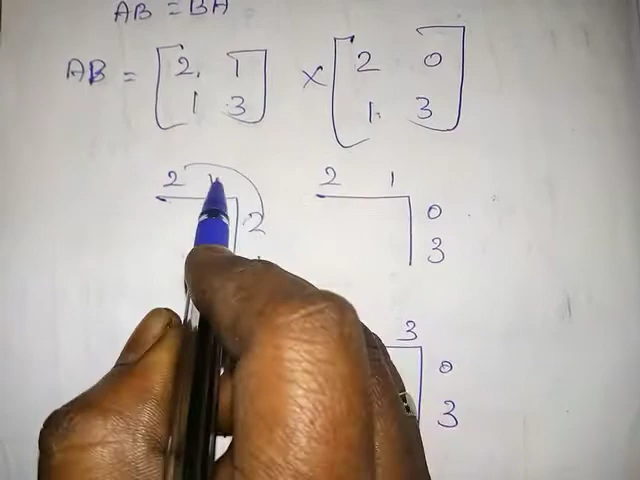 AB = BA
AB = [2, 1 × [2 0
1 3] 1. 3]
2 1 2 1
2 0
3
3
0
3